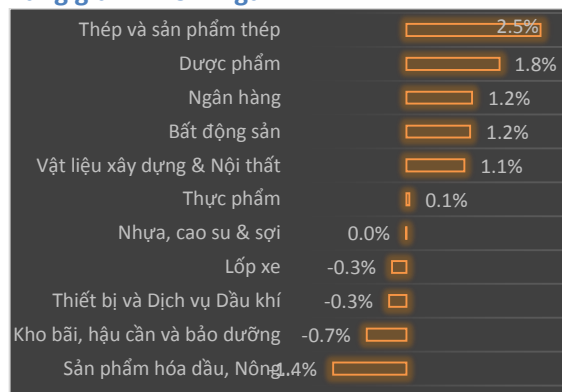 Thép và sản phẩm thép 2.5%
Dược phẩm 1.8%
Ngân hàng 1.2%
Bất động sản 1.2%
Vật liệu xây dựng & Nội thất 1.1%
Thực phẩm 0.1%
Nhựa, cao su & sợi 0.0%
Lốp xe -0.3%
Thiết bị và Dịch vụ Dầu khí -0.3%
Kho bãi, hậu cần và bảo dưỡng -0.7%
Sản phẩm hóa dầu, Nông... -1.4%